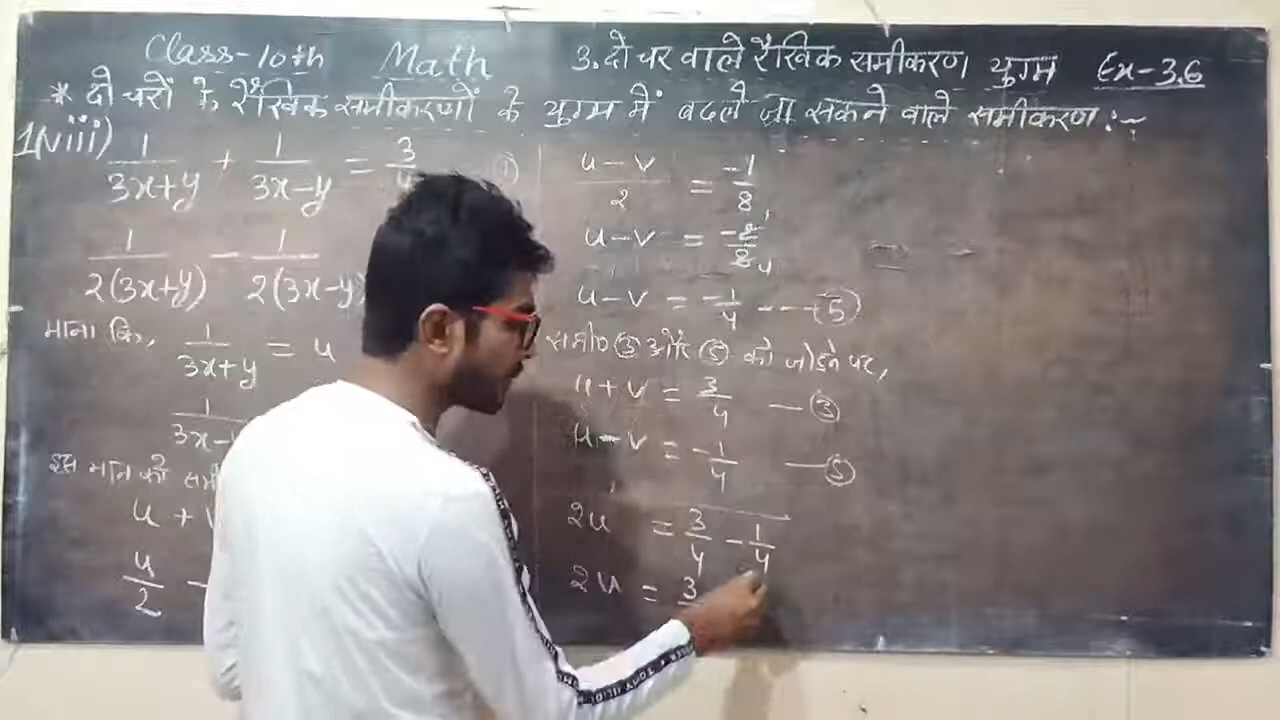 Class-10th Math 3. दो चर वाले रैखिक समीकरण युग्म Ex-3.6
* दो चरों के रैखिक समीकरणों के युग्म में बदले जा सकने वाले समीकरण :-
1(viii) 1/(3x+y) + 1/(3x-y) = 3/4 ①
1/(2(3x+y)) - 1/(2(3x-y)
माना कि, 1/(3x+y) = u
1/(3x-
इस मान को समी
u +
u/2 -
(u-v)/2 = -1/8
u-v = -2/8
u-v = -1/4 ---⑤
समी० ③ और ⑤ को जोड़ने पर,
u+v = 3/4 —③
u-v = -1/4 —⑤
2u = 3/4 - 1/4
2u = 3